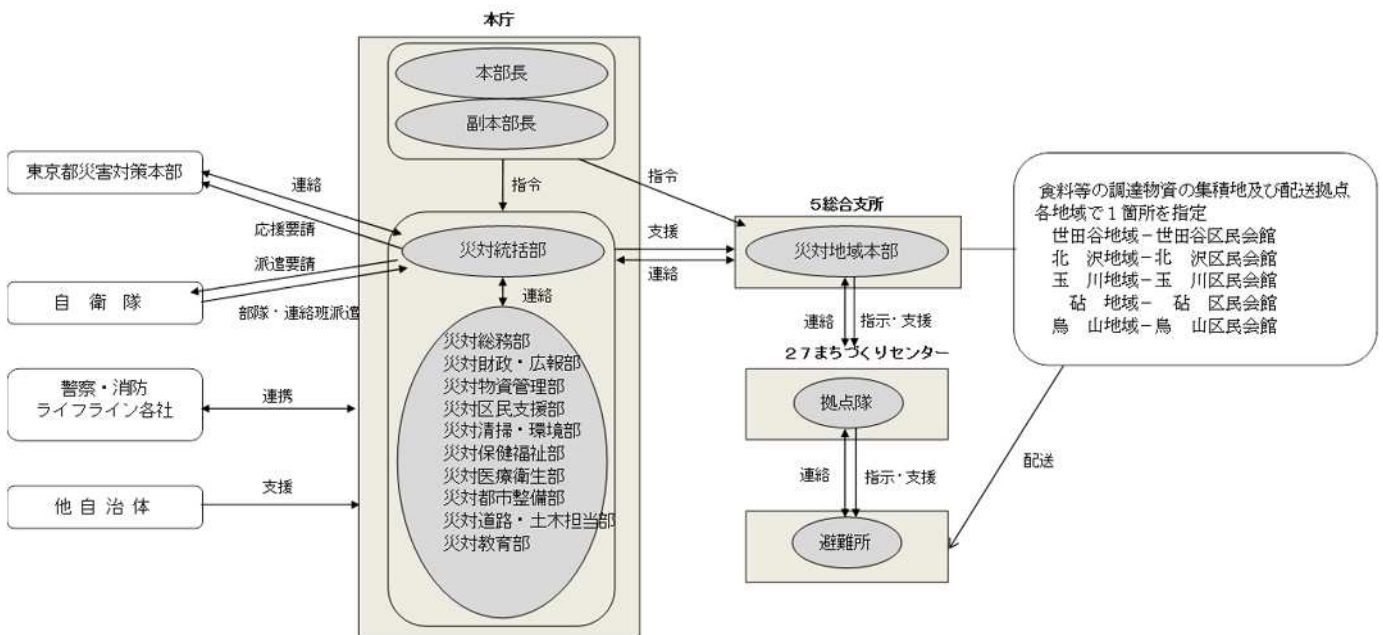 本庁
本部長
副本部長
指令
指令
東京都災害対策本部
連絡
応援要請
派遣要請
自 衛 隊
部隊・連絡班派遣
警察・消防
ライフライン各社
連携
他 自 治 体
支援
災対統括部
連絡
災対総務部
災対財政・広報部
災対物資管理部
災対区民支援部
災対清掃・環境部
災対保健福祉部
災対医療衛生部
災対都市整備部
災対道路・土木担当部
災対教育部
支援
連絡
5総合支所
災対地域本部
連絡
指示・支援
27まちづくりセンター
拠点隊
連絡
指示・支援
避難所
食料等の調達物資の集積地及び配送拠点
各地域で1箇所を指定
世田谷地域－世田谷区民会館
北 沢地域－北 沢区民会館
玉 川地域－玉 川区民会館
砧 地域－ 砧 区民会館
烏 山地域－烏 山区民会館
配送